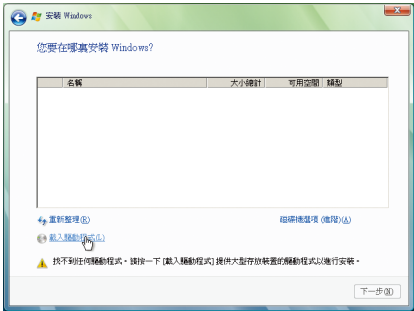 安裝 Windows
您要在哪裏安裝 Windows?
名稱 大小總計 可用空間 類型
重新整理(R) 磁碟機選項 (進階)(A)
載入驅動程式(L)
找不到任何驅動程式。請按一下 [載入驅動程式] 提供大型存放裝置的驅動程式以進行安裝。
下一步(N)